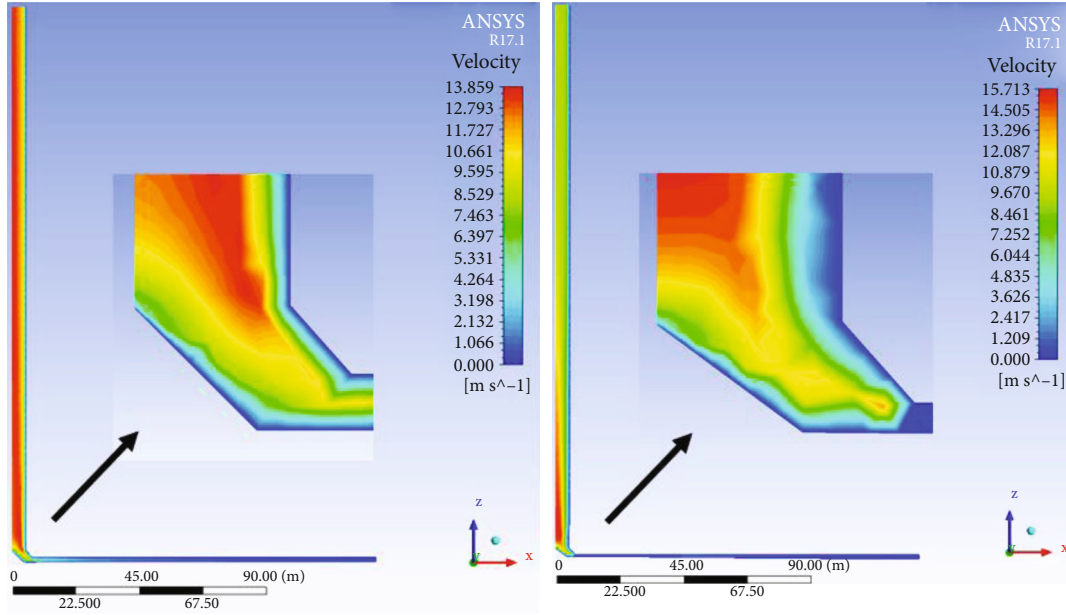 ANSYS
R17.1
Velocity
13.859
12.793
11.727
10.661
9.595
8.529
7.463
6.397
5.331
4.264
3.198
2.132
1.066
0.000
[m s^–1]
z
Y
x
0 45.00 90.00 (m)
22.500 67.50
ANSYS
R17.1
Velocity
15.713
14.505
13.296
12.087
10.879
9.670
8.461
7.252
6.044
4.835
3.626
2.417
1.209
0.000
[m s^–1]
z
Y
x
0 45.00 90.00 (m)
22.500 67.50